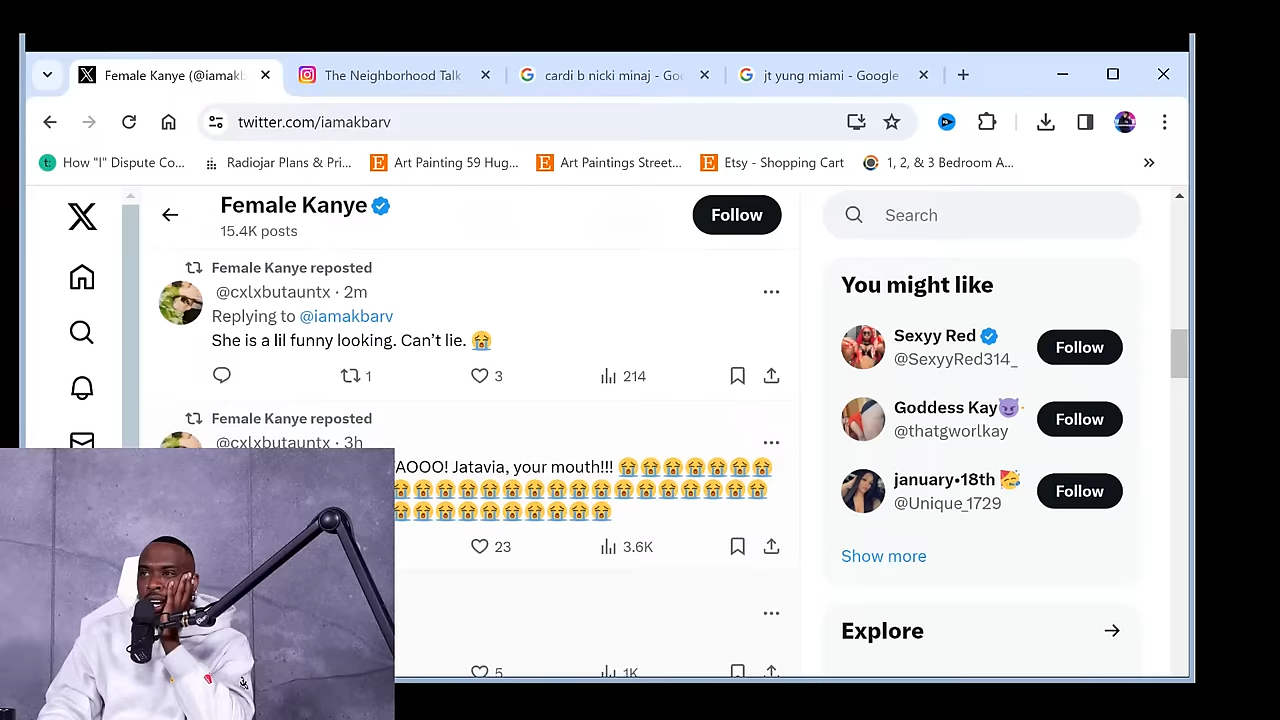 Female Kanye (@iamakb
The Neighborhood Talk
cardi b nicki minaj - Goo
jt yung miami - Google
twitter.com/iamakbarv
How "I" Dispute Co...
Radiojar Plans & Pri...
Art Painting 59 Hug...
Art Paintings Street...
Etsy - Shopping Cart
1, 2, & 3 Bedroom A...
Female Kanye
15.4K posts
Follow
Female Kanye reposted
@cxlxbutauntx · 2m
Replying to @iamakbarv
She is a lil funny looking. Can’t lie. 😭
1
3
214
Female Kanye reposted
@cxlxbutauntx · 3h
AOOO! Jatavia, your mouth!!! 😭😭😭😭😭😭😭
😭😭😭😭😭😭😭😭😭😭😭😭😭😭😭😭😭
😭😭😭😭😭😭😭😭😭😭
23
3.6K
5
1K
Search
You might like
Sexyy Red
@SexyyRed314_
Follow
Goddess Kay😈
@thatgworlkay
Follow
january•18th 🥳
@Unique_1729
Follow
Show more
Explore